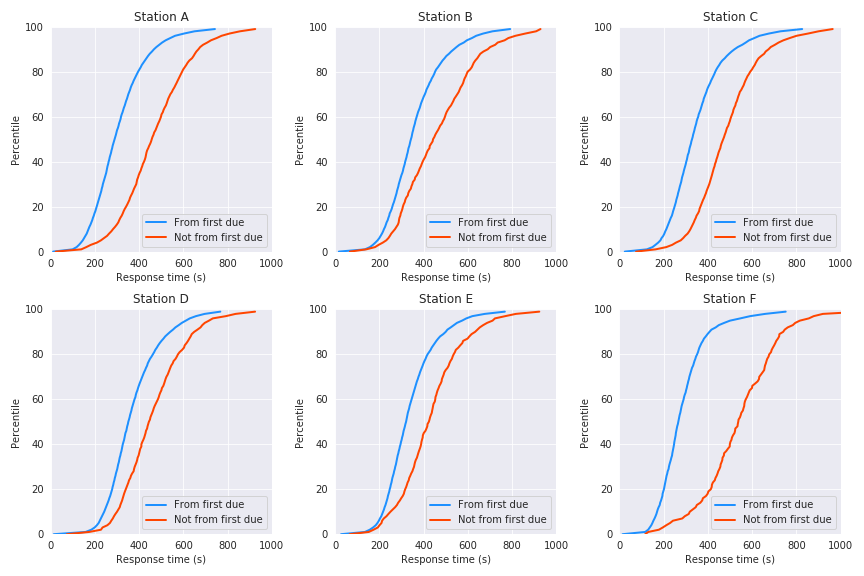 Station A
Station B
Station C
100
80
60
40
20
0
Percentile
From first due
Not from first due
0 200 400 600 800 1000
Response time (s)
100
80
60
40
20
0
Percentile
From first due
Not from first due
0 200 400 600 800 1000
Response time (s)
100
80
60
40
20
0
Percentile
From first due
Not from first due
0 200 400 600 800 1000
Response time (s)
Station D
Station E
Station F
100
80
60
40
20
0
Percentile
From first due
Not from first due
0 200 400 600 800 1000
Response time (s)
100
80
60
40
20
0
Percentile
From first due
Not from first due
0 200 400 600 800 1000
Response time (s)
100
80
60
40
20
0
Percentile
From first due
Not from first due
0 200 400 600 800 1000
Response time (s)